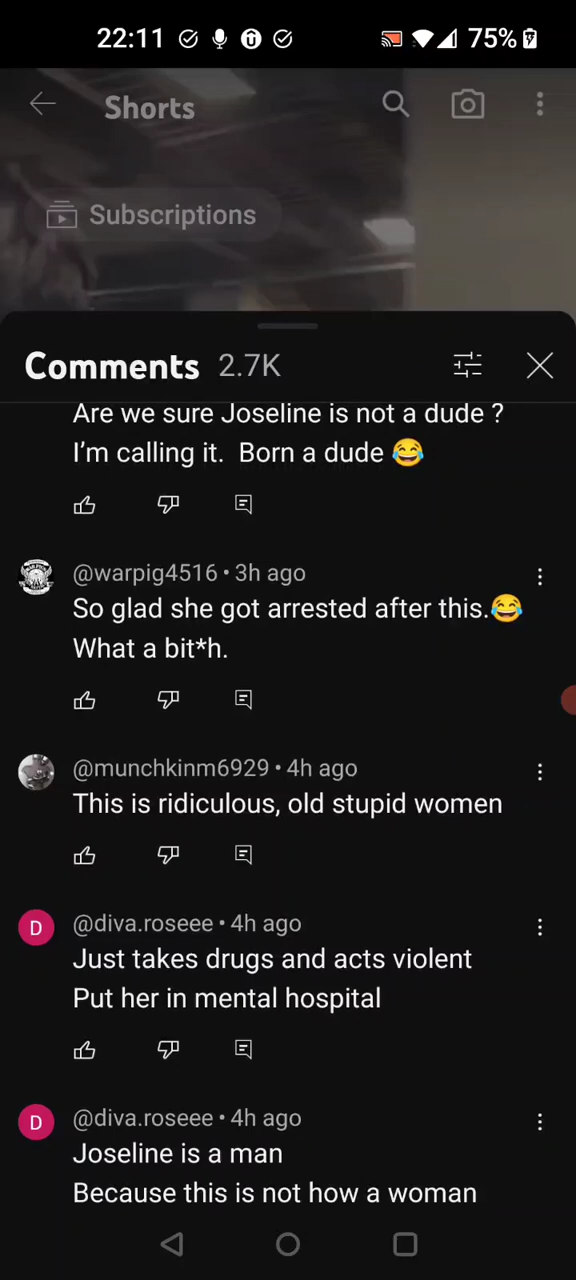 22:11
75%
Shorts
Subscriptions
Comments 2.7K
Are we sure Joseline is not a dude ?
I’m calling it.  Born a dude 😂
@warpig4516 • 3h ago
So glad she got arrested after this.😂
What a bit*h.
@munchkinm6929 • 4h ago
This is ridiculous, old stupid women
D
@diva.roseee • 4h ago
Just takes drugs and acts violent
Put her in mental hospital
D
@diva.roseee • 4h ago
Joseline is a man
Because this is not how a woman